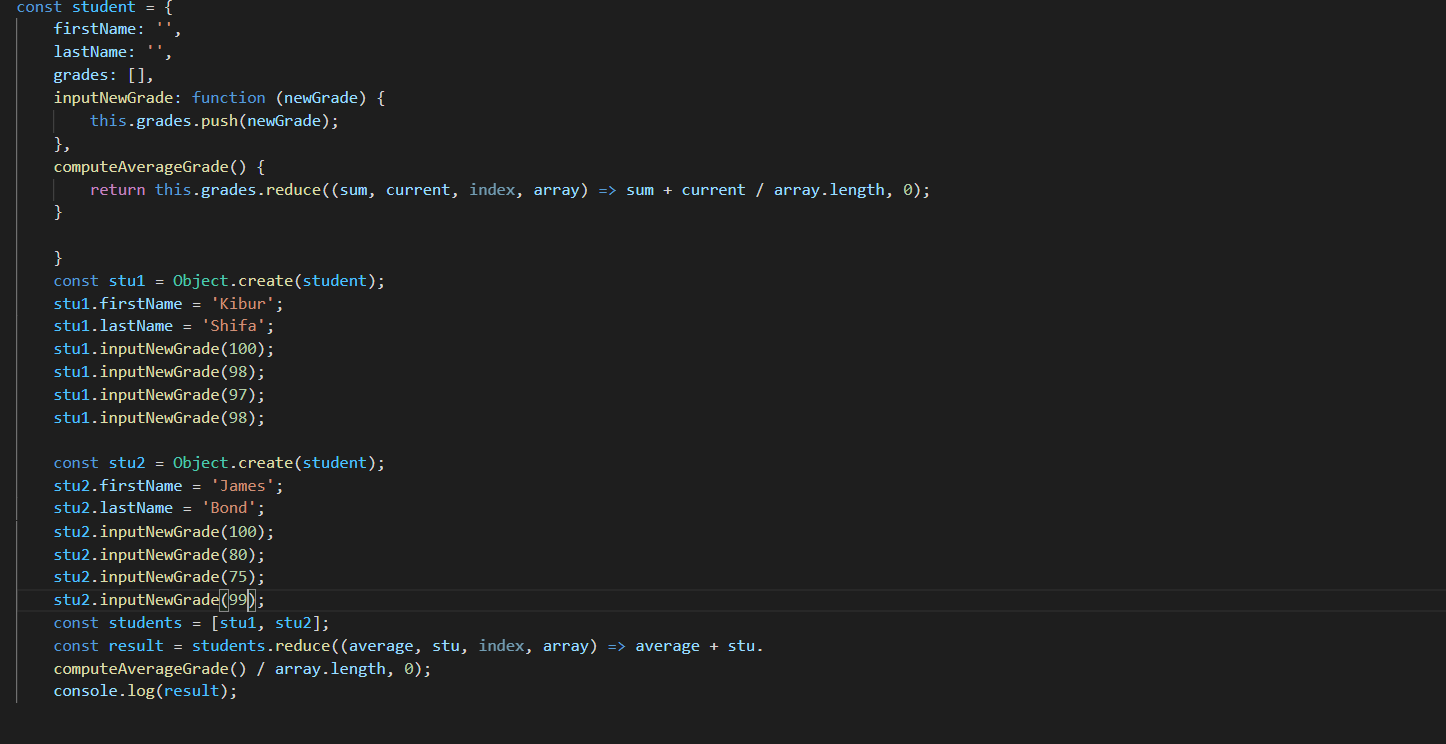 const student = {
firstName: '',
lastName: '',
grades: [],
inputNewGrade: function (newGrade) {
this.grades.push(newGrade);
},
computeAverageGrade() {
return this.grades.reduce((sum, current, index, array) => sum + current / array.length, 0);
}
}
const stu1 = Object.create(student);
stu1.firstName = 'Kibur';
stu1.lastName = 'Shifa';
stu1.inputNewGrade(100);
stu1.inputNewGrade(98);
stu1.inputNewGrade(97);
stu1.inputNewGrade(98);
const stu2 = Object.create(student);
stu2.firstName = 'James';
stu2.lastName = 'Bond';
stu2.inputNewGrade(100);
stu2.inputNewGrade(80);
stu2.inputNewGrade(75);
stu2.inputNewGrade(99);
const students = [stu1, stu2];
const result = students.reduce((average, stu, index, array) => average + stu.
computeAverageGrade() / array.length, 0);
console.log(result);